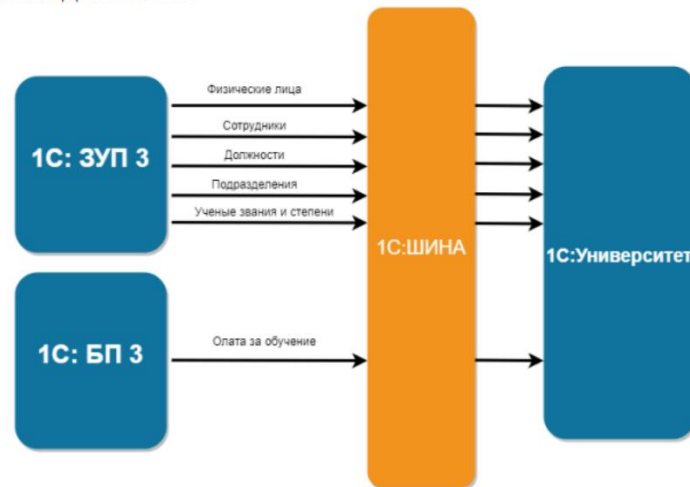 Физические лица
Сотрудники
1С: ЗУП 3
Должности
Подразделения
Ученые звания и степени
1С:ШИНА
1С:Университет
1С: БП 3
Олата за обучение